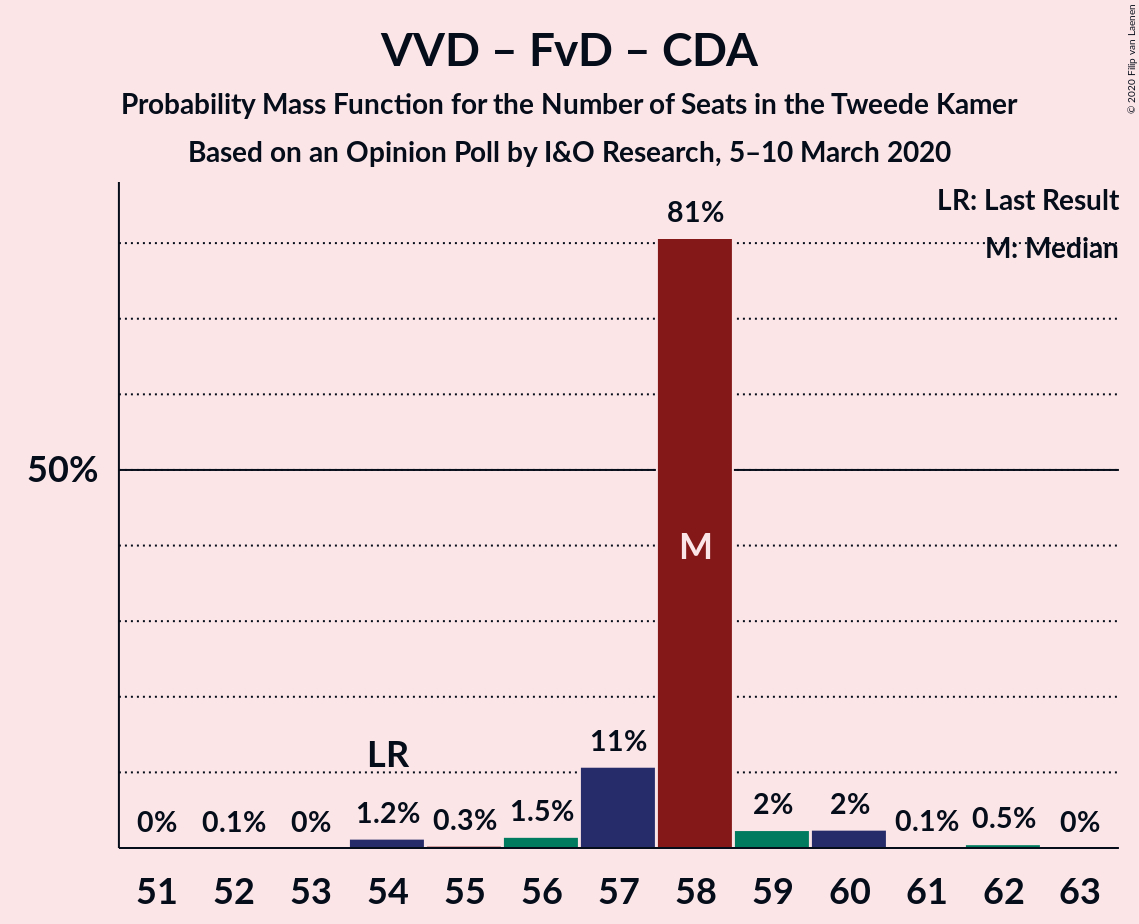 VVD – FvD – CDA
Probability Mass Function for the Number of Seats in the Tweede Kamer
Based on an Opinion Poll by I&O Research, 5–10 March 2020
© 2020 Filip van Laenen
LR: Last Result
M: Median
81%
50%
M
11%
LR
0% 0.1% 0% 1.2% 0.3% 1.5% 2% 2% 0.1% 0.5% 0%
51 52 53 54 55 56 57 58 59 60 61 62 63